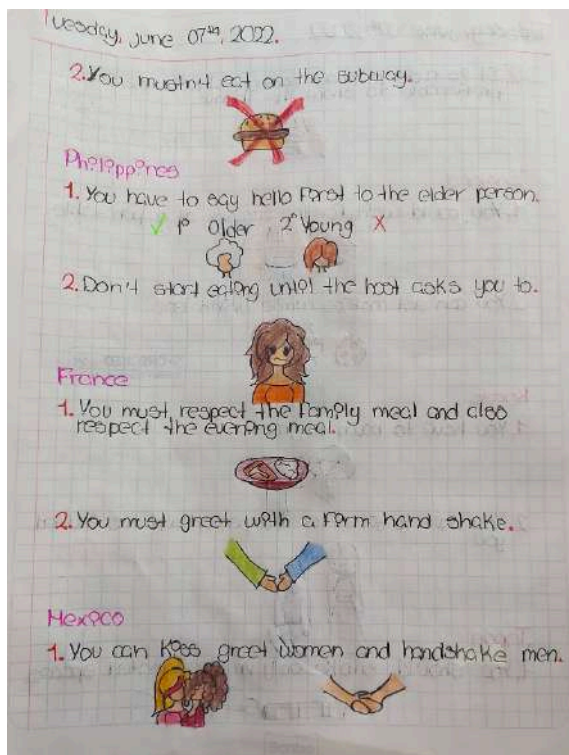 Tuesday, June 07th, 2022.
2. You mustn't eat on the subway.
Philippines
1. You have to say hello first to the elder person.
✓ 1° Older , 2° Young X
2. Don't start eating until the host asks you to.
France
1. You must, respect the family meal and also
respect the evening meal.
2. You must greet with a firm hand shake.
Mexico
1. You can kiss greet women and handshake men.